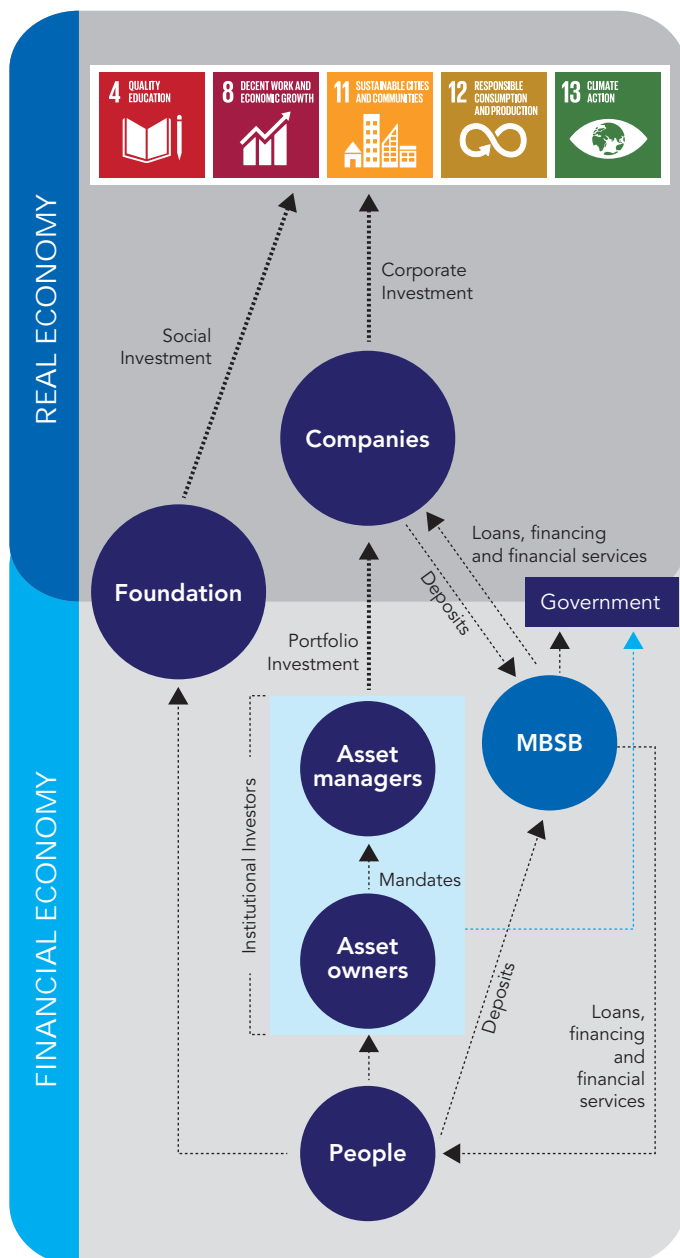 4 QUALITY
EDUCATION
8 DECENT WORK AND
ECONOMIC GROWTH
11 SUSTAINABLE CITIES
AND COMMUNITIES
12 RESPONSIBLE
CONSUMPTION
AND PRODUCTION
13 CLIMATE
ACTION
REAL ECONOMY
Corporate
Investment
Social
Investment
Companies
Loans, financing
and financial services
Deposits
Foundation
Government
Portfolio
Investment
MBSB
Asset
managers
Institutional Investors
Mandates
FINANCIAL ECONOMY
Asset
owners
Deposits
Loans,
financing
and
financial
services
People